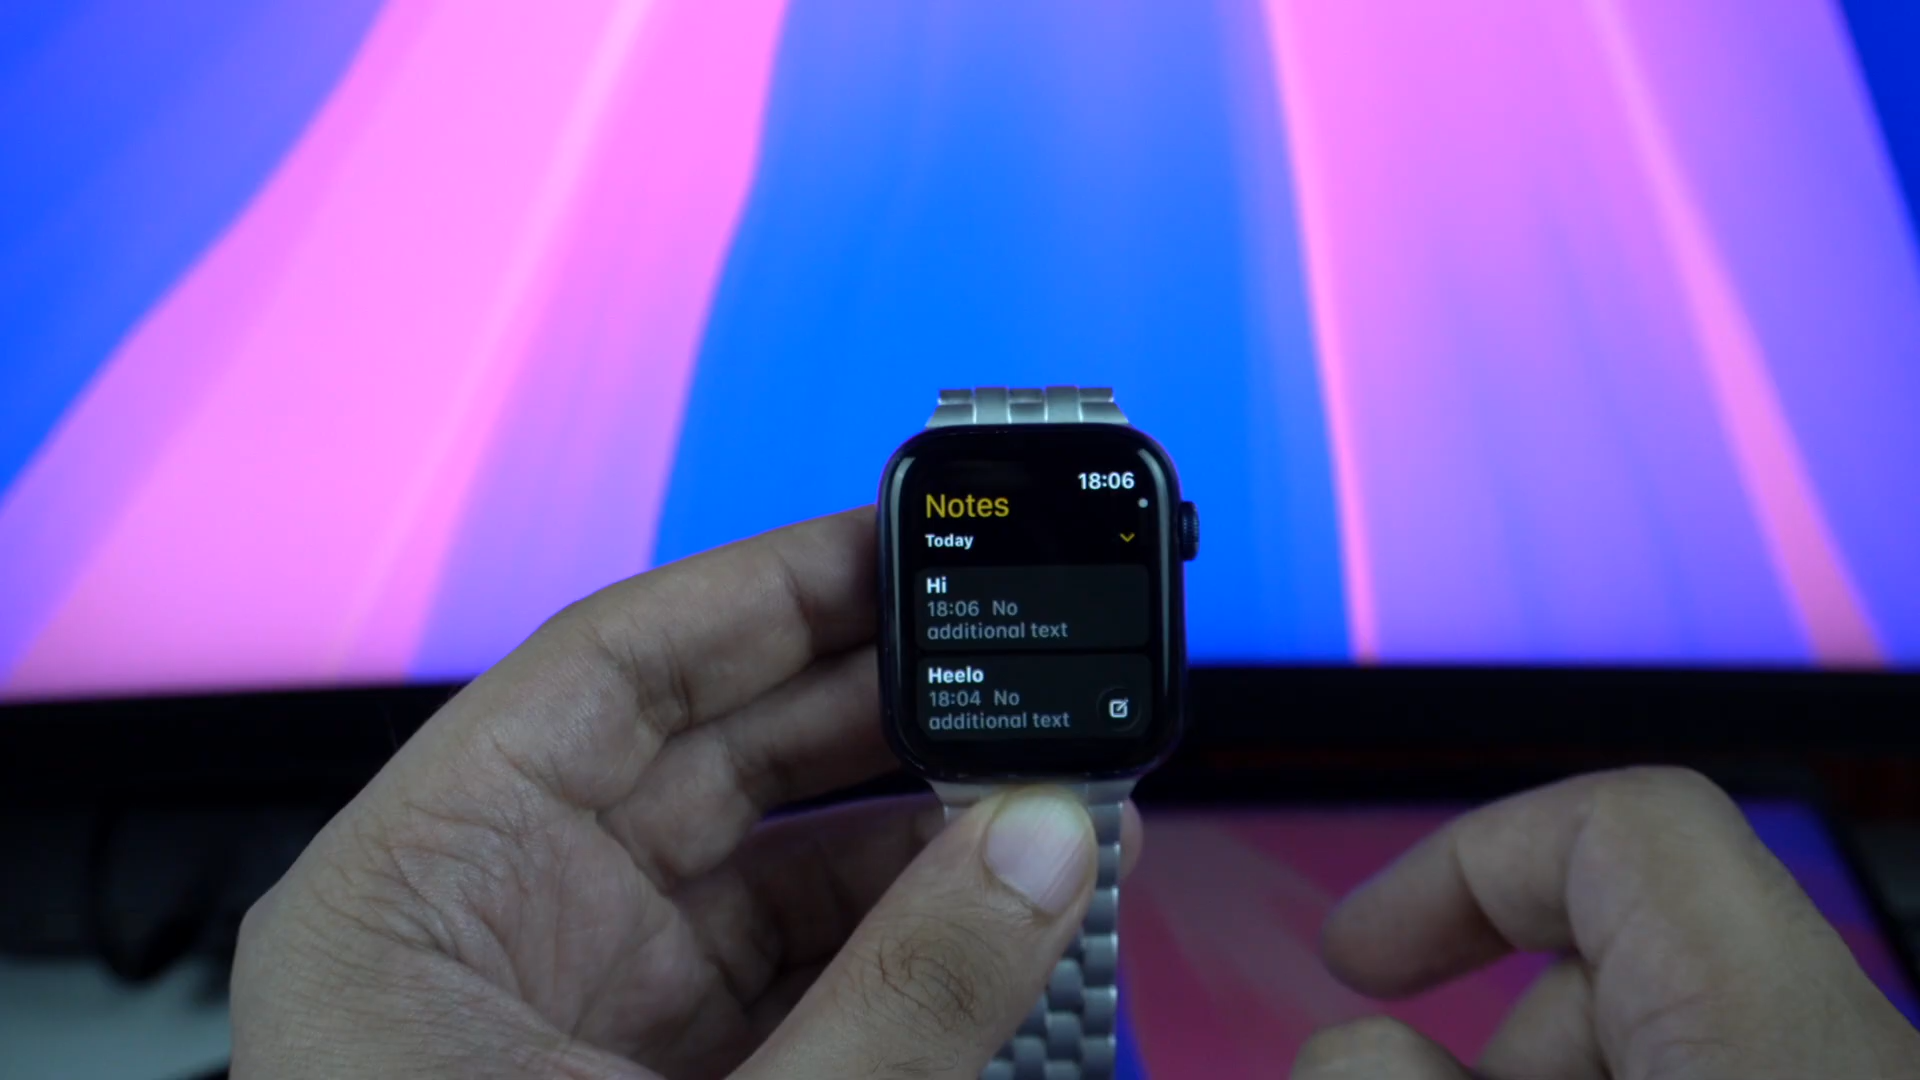 18:06
Notes
Today
Hi
18:06 No
additional text
Heelo
18:04 No
additional text